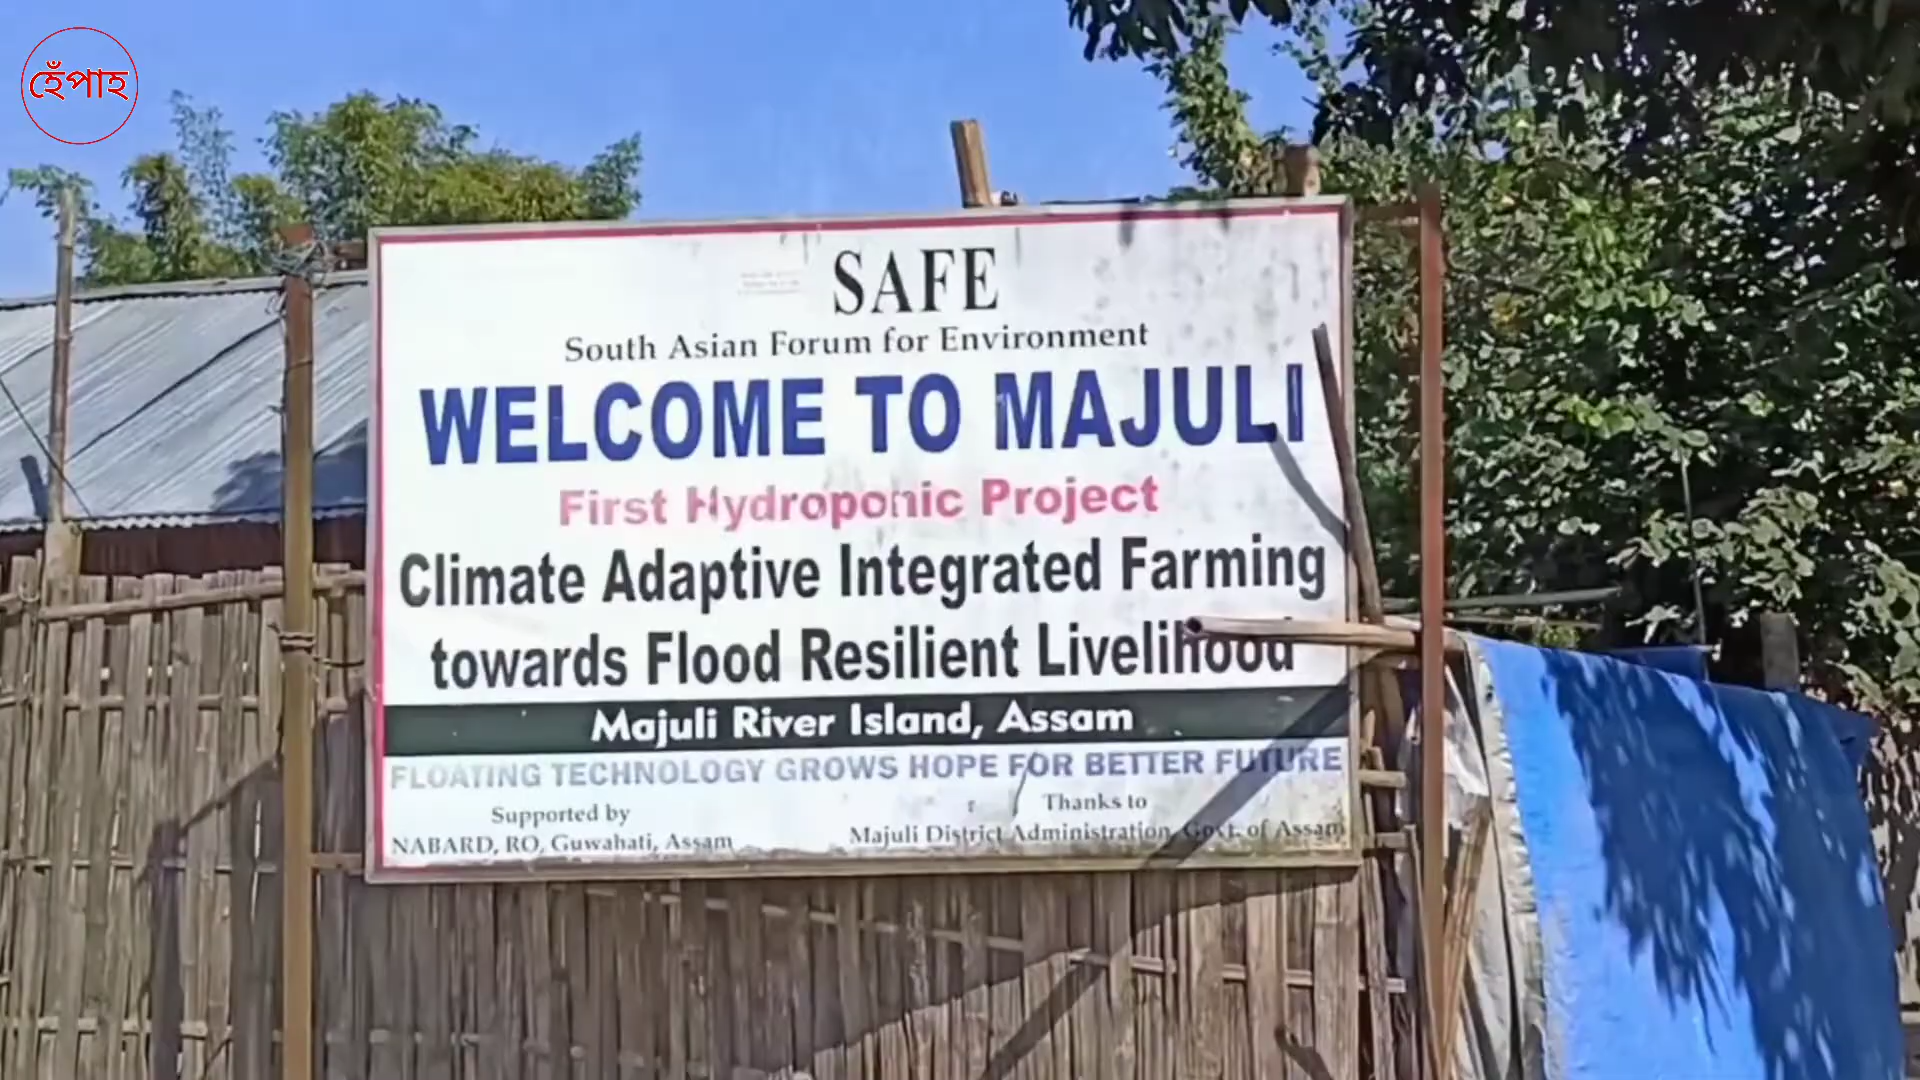 হেঁপাহ
SAFE
South Asian Forum for Environment
WELCOME TO MAJULI
First Hydroponic Project
Climate Adaptive Integrated Farming
towards Flood Resilient Livelihood
Majuli River Island, Assam
FLOATING TECHNOLOGY GROWS HOPE FOR BETTER FUTURE
Supported by
NABARD, RO, Guwahati, Assam
Thanks to
Majuli District Administration, Govt. of Assam